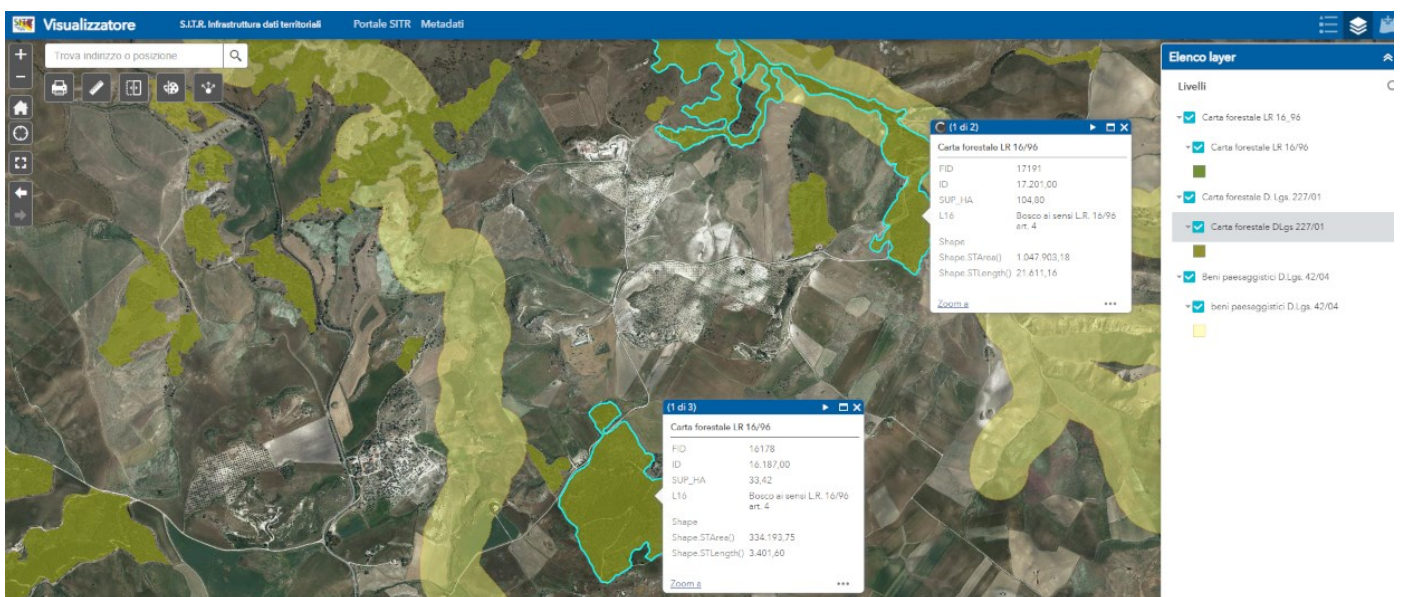 Visualizzatore
S.I.T.R. Infrastruttura dati territoriali
Portale SITR
Metadati
Trova indirizzo o posizione
Elenco layer
Livelli
Carta forestale LR 16_96
Carta forestale LR 16/96
Carta forestale D. Lgs. 227/01
Carta forestale DLgs 227/01
Beni paesaggistici D.Lgs. 42/04
beni paesaggistici D.Lgs. 42/04
(1 di 2)
Carta forestale LR 16/96
FID 17191
ID 17.201,00
SUP_HA 104,80
L16 Bosco ai sensi L.R. 16/96
art. 4
Shape
Shape.STArea() 1.047.903,18
Shape.STLength() 21.611,16
Zoom a
(1 di 3)
Carta forestale LR 16/96
FID 16178
ID 16.187,00
SUP_HA 33,42
L16 Bosco ai sensi L.R. 16/96
art. 4
Shape
Shape.STArea() 334.193,75
Shape.STLength() 3.401,60
Zoom a